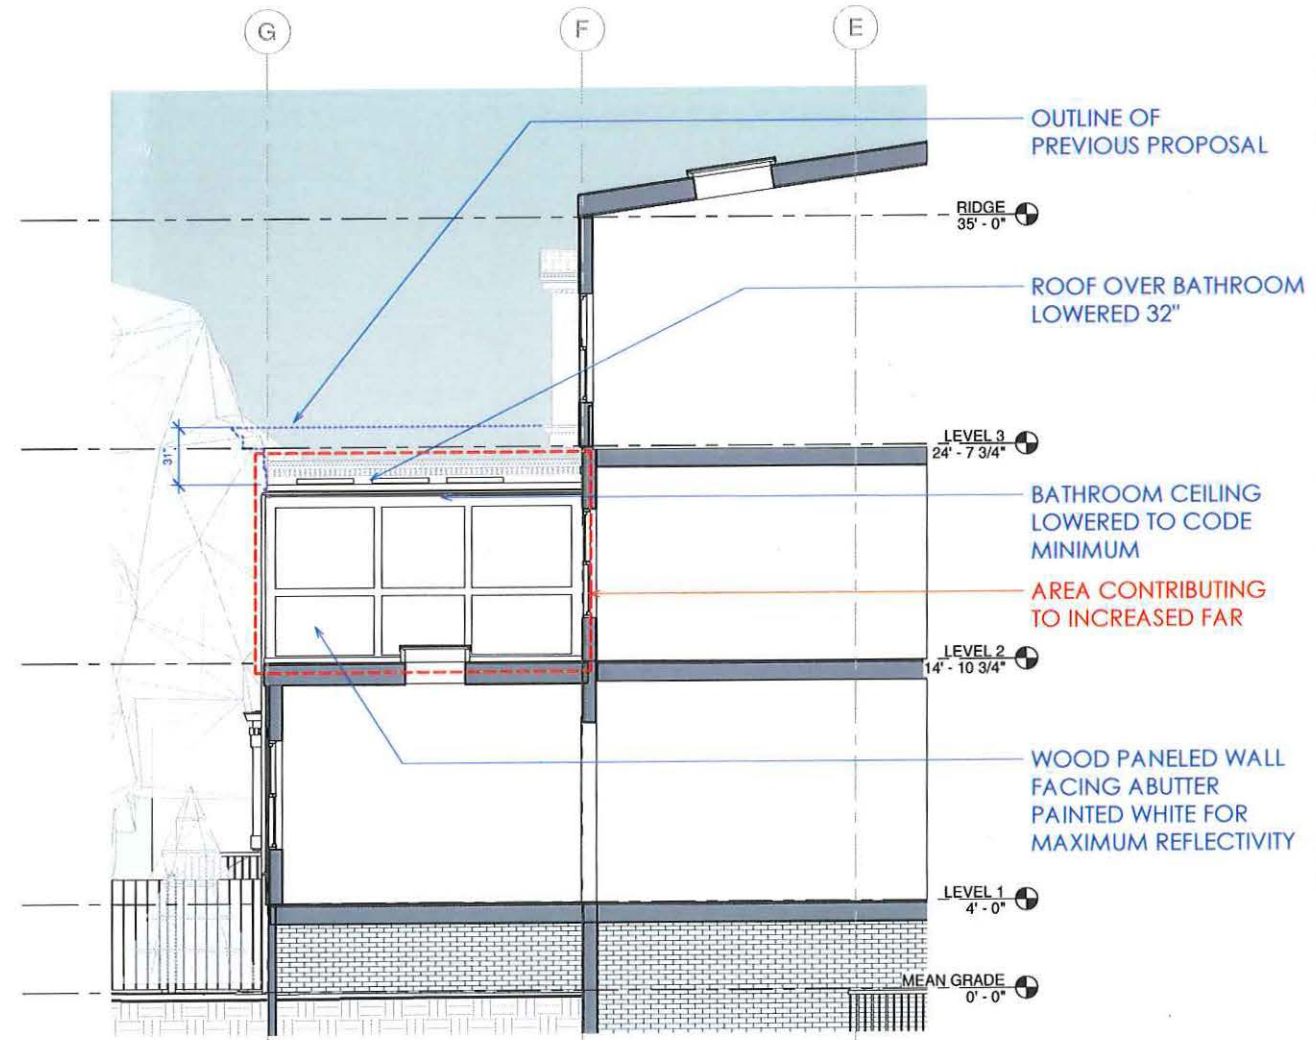 G
F
E
OUTLINE OF
PREVIOUS PROPOSAL
RIDGE
35' - 0"
ROOF OVER BATHROOM
LOWERED 32"
31"
LEVEL 3
24' - 7 3/4"
BATHROOM CEILING
LOWERED TO CODE
MINIMUM
AREA CONTRIBUTING
TO INCREASED FAR
LEVEL 2
14' - 10 3/4"
WOOD PANELED WALL
FACING ABUTTER
PAINTED WHITE FOR
MAXIMUM REFLECTIVITY
LEVEL 1
4' - 0"
MEAN GRADE
0' - 0"